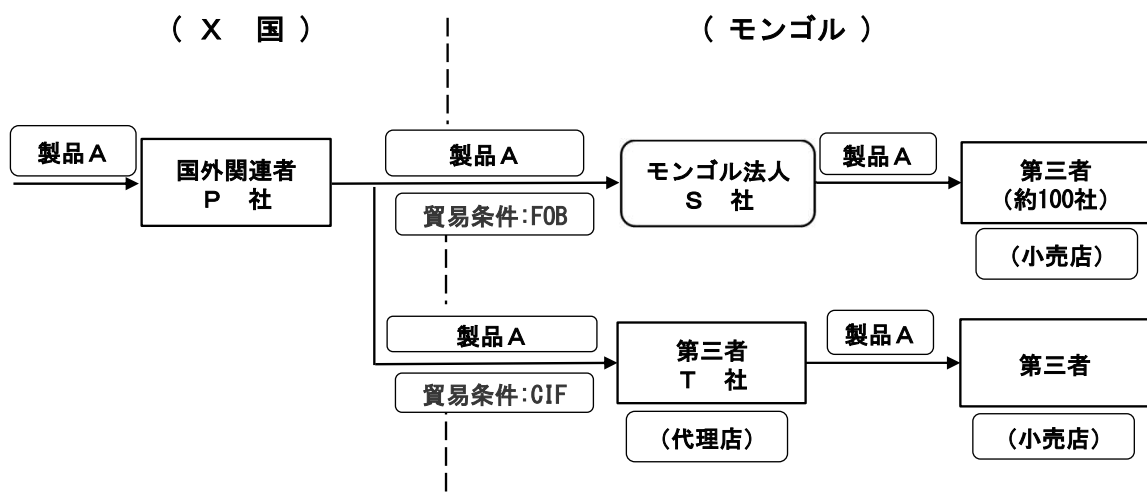 （ Ｘ　国 ）
（ モンゴル ）
製品Ａ
国外関連者
Ｐ　社
製品Ａ
貿易条件：FOB
モンゴル法人
Ｓ　社
製品Ａ
第三者
（約100社）
（小売店）
製品Ａ
貿易条件：CIF
第三者
Ｔ　社
（代理店）
製品Ａ
第三者
（小売店）